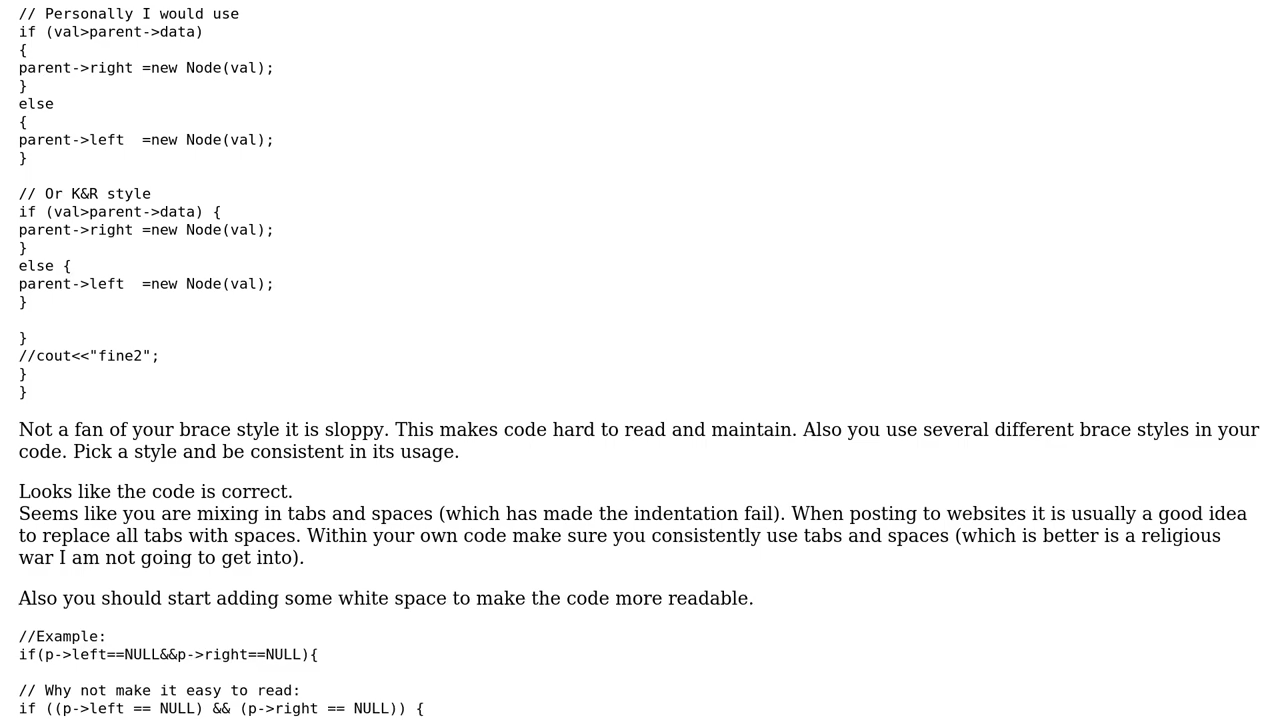 // Personally I would use
if (val>parent->data)
{
parent->right =new Node(val);
}
else
{
parent->left  =new Node(val);
}

// Or K&R style
if (val>parent->data) {
parent->right =new Node(val);
}
else {
parent->left  =new Node(val);
}

}
//cout<<"fine2";
}
}

Not a fan of your brace style it is sloppy. This makes code hard to read and maintain. Also you use several different brace styles in your
code. Pick a style and be consistent in its usage.

Looks like the code is correct.
Seems like you are mixing in tabs and spaces (which has made the indentation fail). When posting to websites it is usually a good idea
to replace all tabs with spaces. Within your own code make sure you consistently use tabs and spaces (which is better is a religious
war I am not going to get into).

Also you should start adding some white space to make the code more readable.

//Example:
if(p->left==NULL&&p->right==NULL){

// Why not make it easy to read:
if ((p->left == NULL) && (p->right == NULL)) {